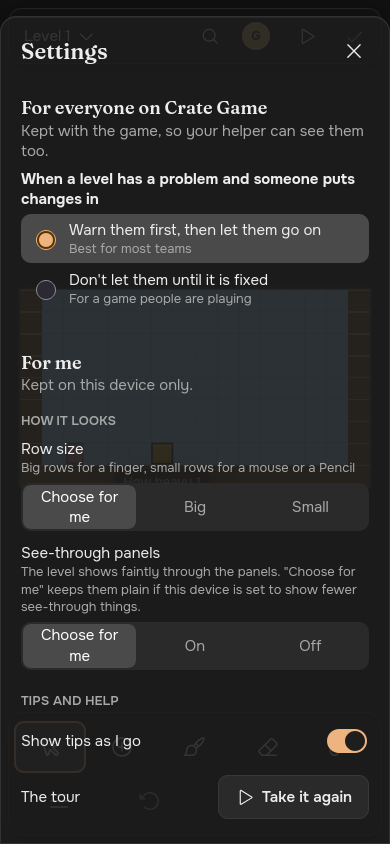 Level 1
G
Settings
For everyone on Crate Game
Kept with the game, so your helper can see them
too.
When a level has a problem and someone puts
changes in
Warn them first, then let them go on
Best for most teams
Don't let them until it is fixed
For a game people are playing
For me
Kept on this device only.
HOW IT LOOKS
Row size
Big rows for a finger, small rows for a mouse or a Pencil
How heavy 1
Choose for
me
Big
Small
See-through panels
The level shows faintly through the panels. "Choose for
me" keeps them plain if this device is set to show fewer
see-through things.
Choose for
me
On
Off
TIPS AND HELP
Show tips as I go
The tour
Take it again